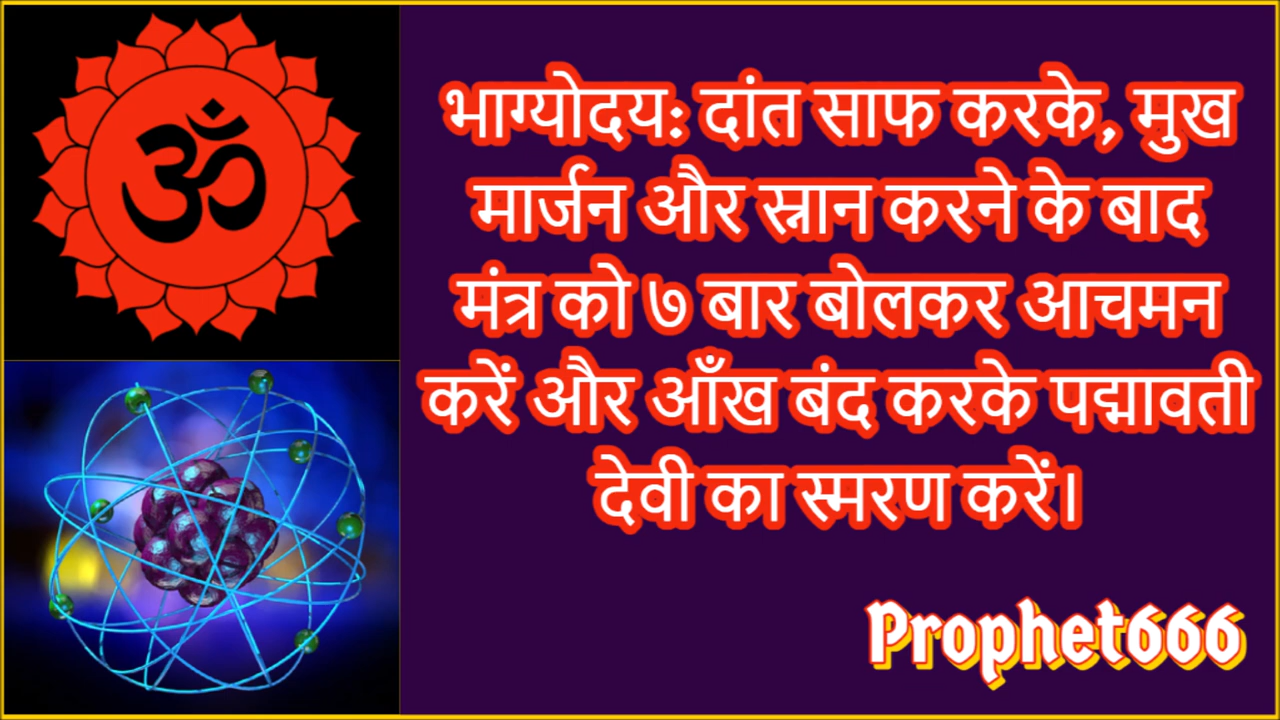 ॐ
भाग्योदय: दांत साफ करके, मुख
मार्जन और स्नान करने के बाद
मंत्र को ७ बार बोलकर आचमन
करें और आँख बंद करके पद्मावती
देवी का स्मरण करें।
Prophet666